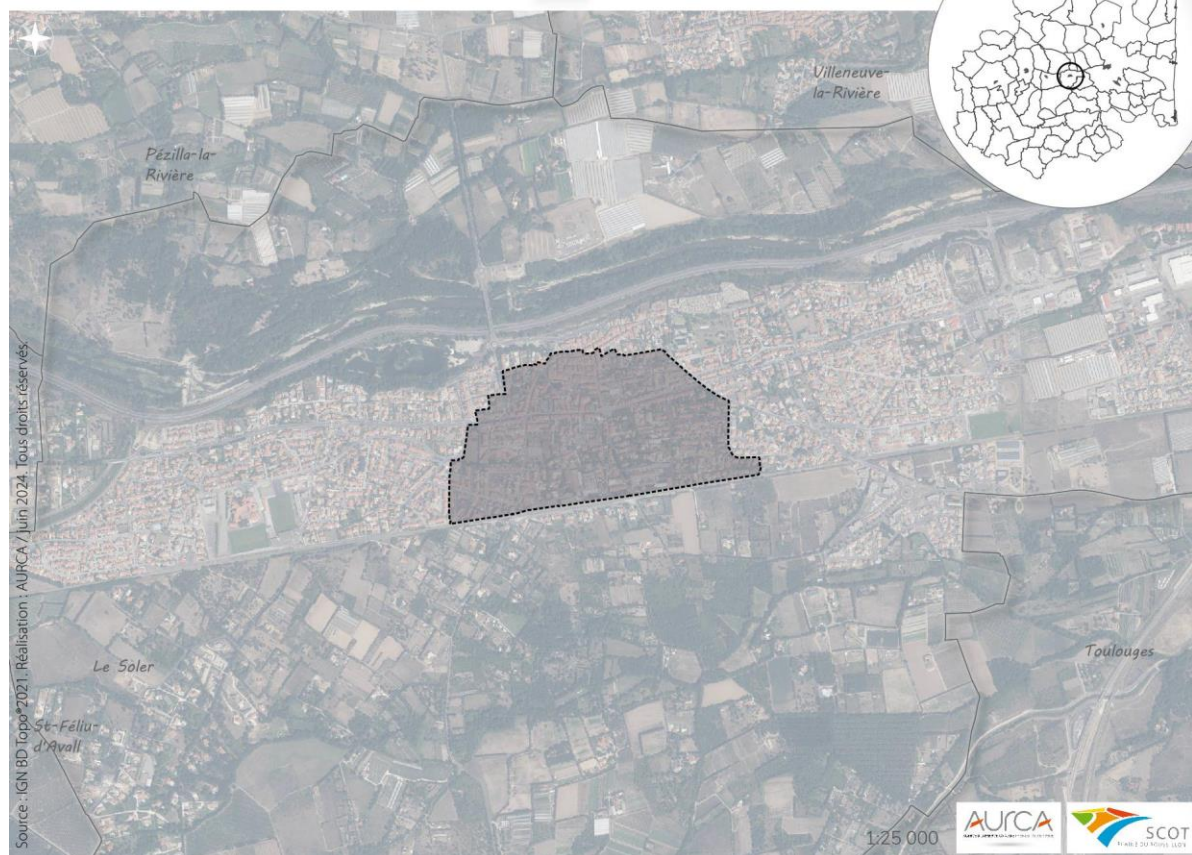 Villeneuve-
la-Rivière
Pézilla-la-
Rivière
Le Soler
St-Féliu-
d'Avall
Toulouges
Source : IGN BD Topo®2021. Réalisation : AURCA / juin 2024. Tous droits réservés.
1:25 000
AURCA
SCOT